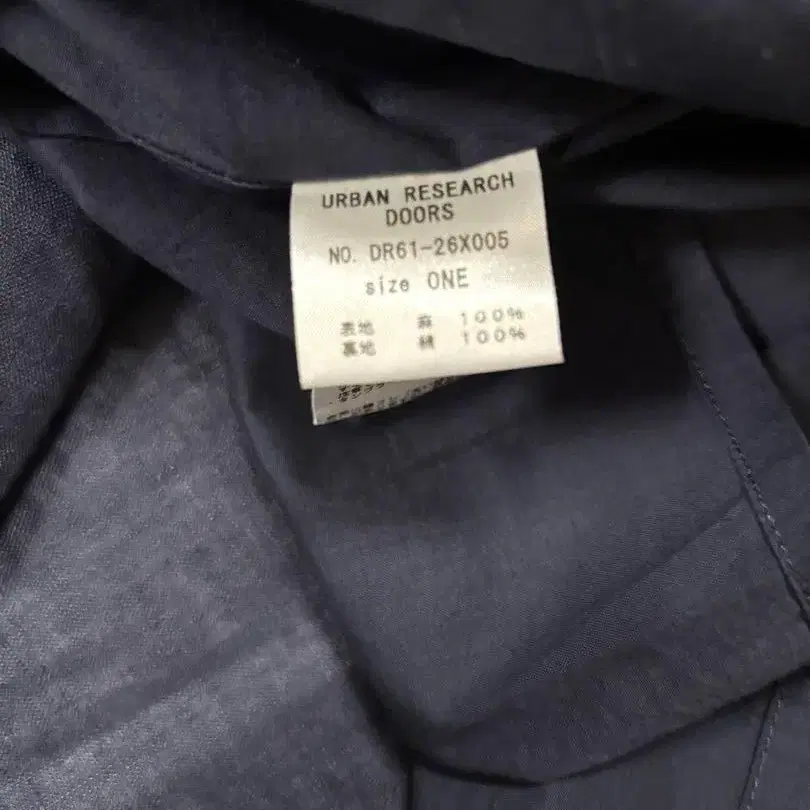 URBAN RESEARCH
DOORS
NO. DR61-26X005
size ONE
表地 麻 100%
裏地 綿 100%